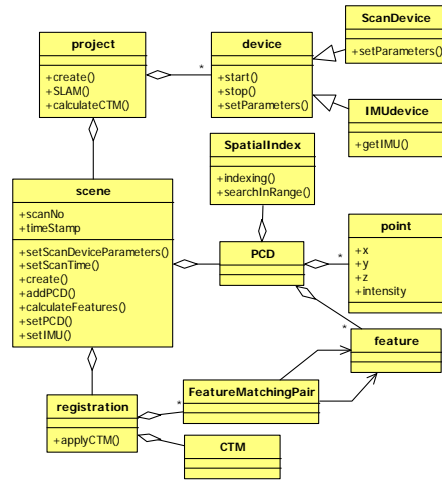 project
+create()
+SLAM()
+calculateCTM()
*
device
+start()
+stop()
+setParameters()
ScanDevice
+setParameters()
IMUdevice
+getIMU()
SpatialIndex
+indexing()
+searchInRange()
scene
+scanNo
+timeStamp
+setScanDeviceParameters()
+setScanTime()
+create()
+addPCD()
+calculateFeatures()
+setPCD()
+setIMU()
PCD
*
point
+x
+y
+z
+intensity
*
feature
registration
+applyCTM()
*
FeatureMatchingPair
CTM